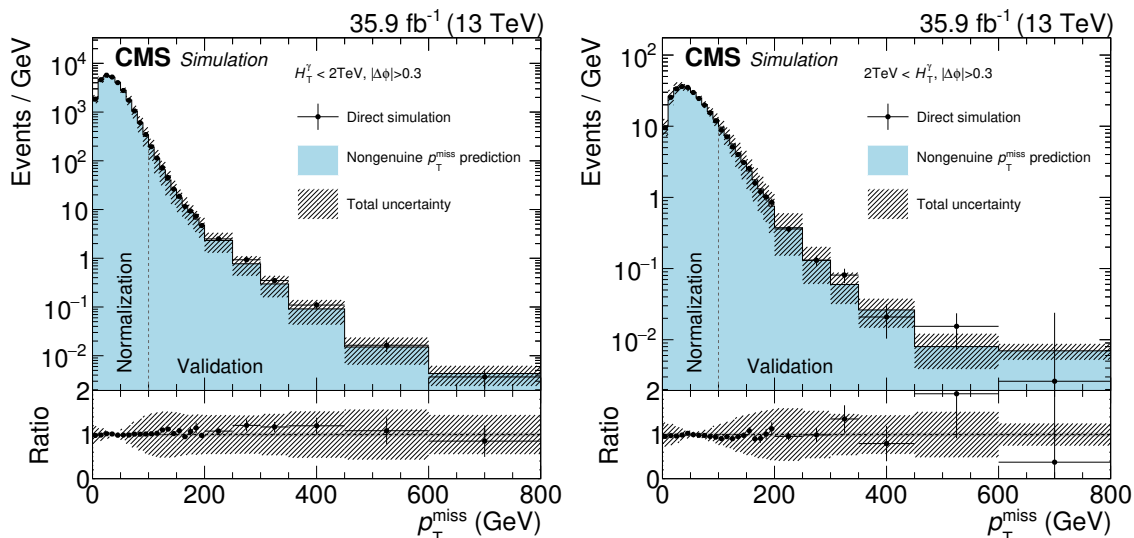 35.9 fb⁻¹ (13 TeV)
CMS Simulation
H_T^γ < 2TeV, |Δϕ|>0.3
Direct simulation
Nongenuine p_T^miss prediction
Total uncertainty
Normalization
Validation
Events / GeV
10⁴
10³
10²
10
1
10⁻¹
10⁻²
Ratio
2
1
0
0 200 400 600 800
p_T^miss (GeV)
35.9 fb⁻¹ (13 TeV)
CMS Simulation
2TeV < H_T^γ, |Δϕ|>0.3
Direct simulation
Nongenuine p_T^miss prediction
Total uncertainty
Normalization
Validation
Events / GeV
10²
10
1
10⁻¹
10⁻²
Ratio
2
1
0
0 200 400 600 800
p_T^miss (GeV)